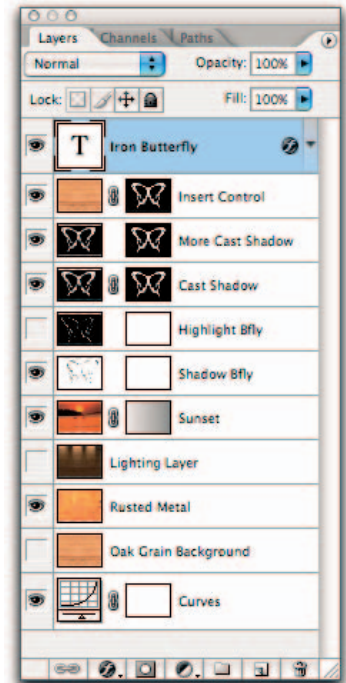 Layers Channels Paths
Normal Opacity: 100%
Lock: Fill: 100%
T Iron Butterfly
Insert Control
More Cast Shadow
Cast Shadow
Highlight Bfly
Shadow Bfly
Sunset
Lighting Layer
Rusted Metal
Oak Grain Background
Curves